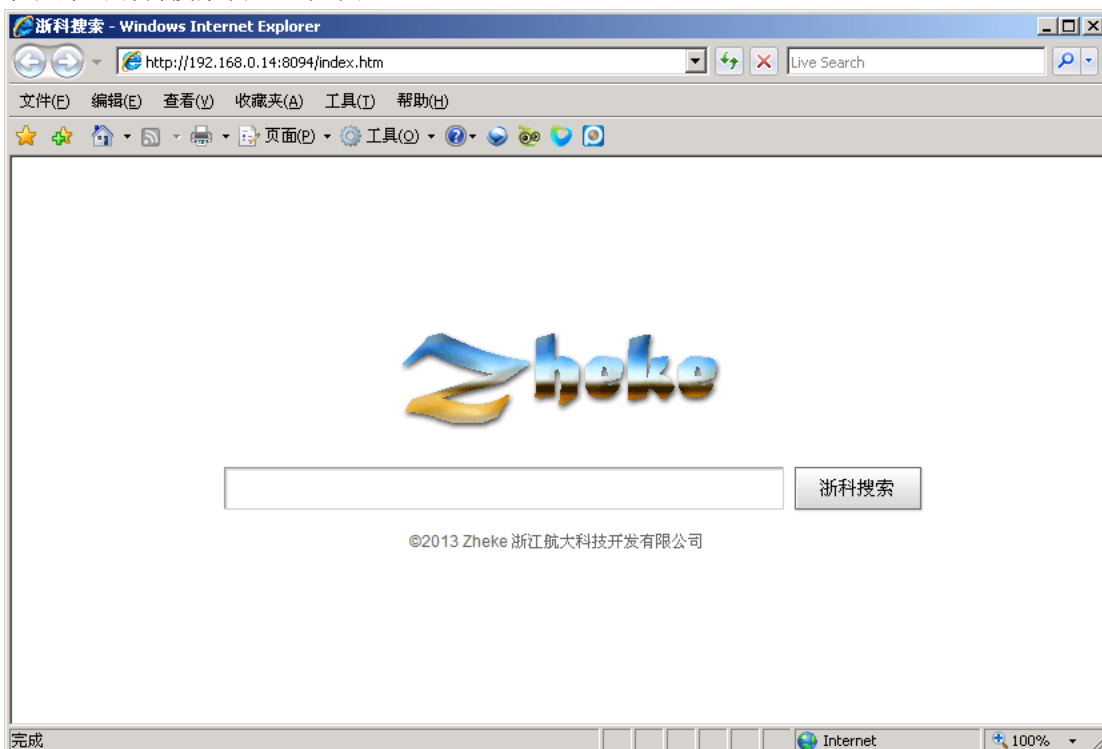 浙科搜索 - Windows Internet Explorer
http://192.168.0.14:8094/index.htm
Live Search
文件(F) 编辑(E) 查看(V) 收藏夹(A) 工具(T) 帮助(H)
页面(P) 工具(O)
Zheke
浙科搜索
©2013 Zheke 浙江航大科技开发有限公司
完成 Internet 100%